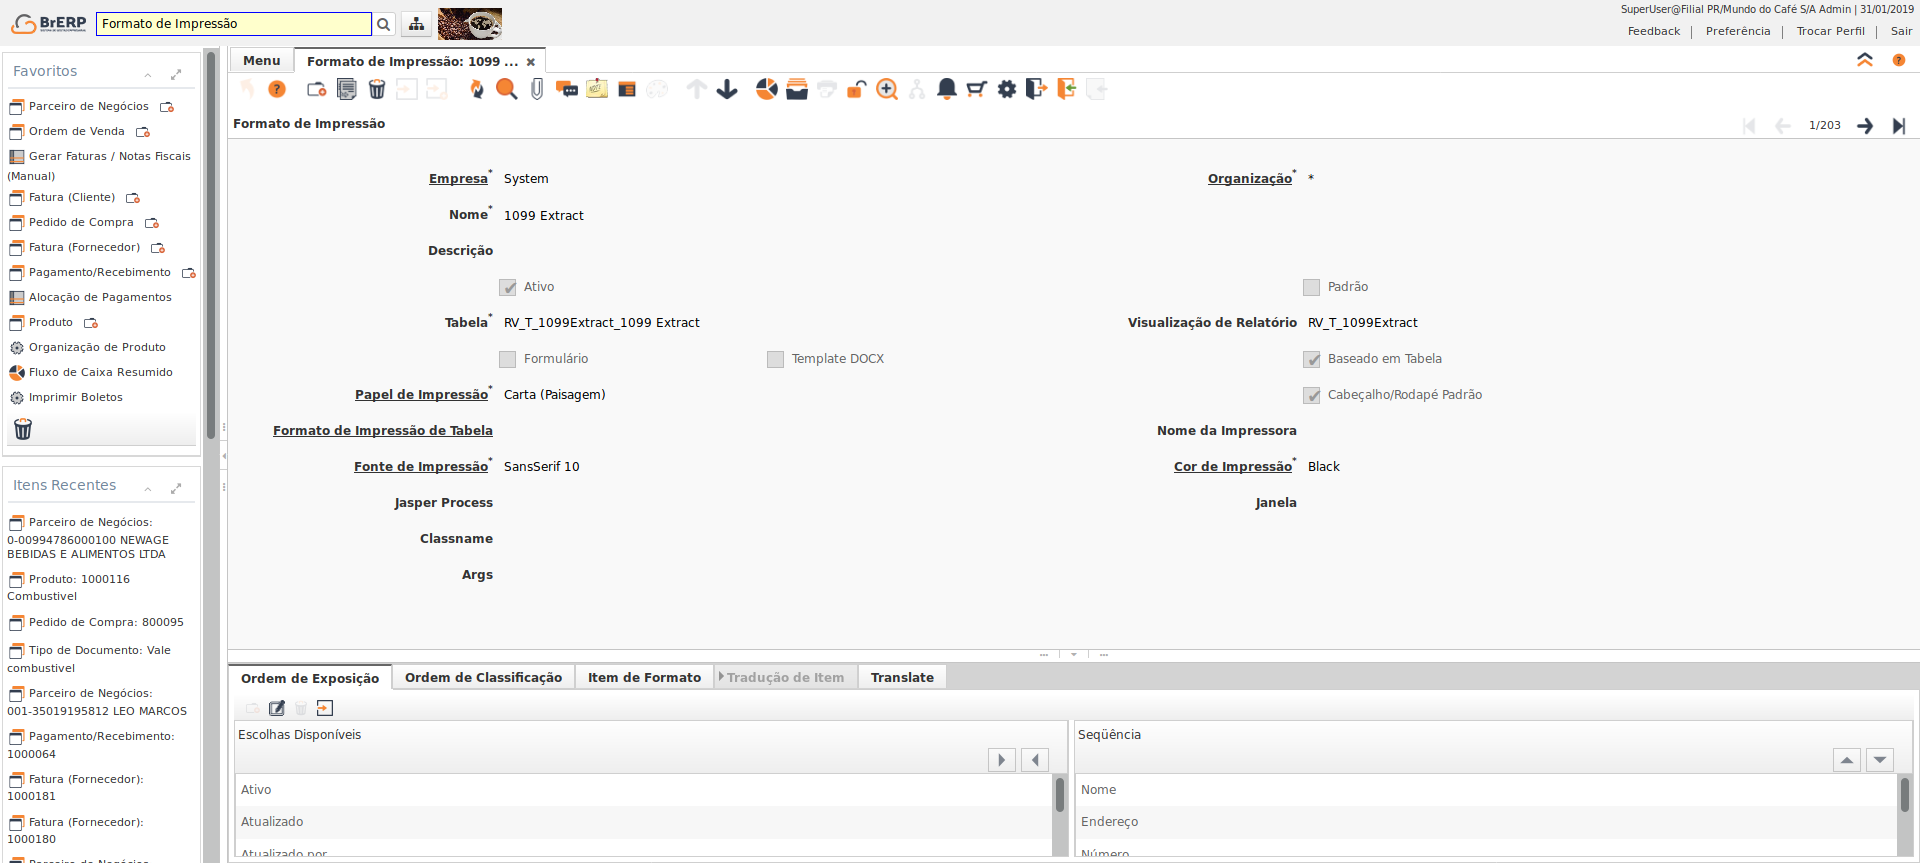 BrERP
Formato de Impressão
SuperUser@Filial PR/Mundo do Café S/A Admin | 31/01/2019
Feedback | Preferência | Trocar Perfil | Sair
Favoritos
Parceiro de Negócios
Ordem de Venda
Gerar Faturas / Notas Fiscais
(Manual)
Fatura (Cliente)
Pedido de Compra
Fatura (Fornecedor)
Pagamento/Recebimento
Alocação de Pagamentos
Produto
Organização de Produto
Fluxo de Caixa Resumido
Imprimir Boletos
Itens Recentes
Parceiro de Negócios:
0-00994786000100 NEWAGE
BEBIDAS E ALIMENTOS LTDA
Produto: 1000116
Combustivel
Pedido de Compra: 800095
Tipo de Documento: Vale
combustivel
Parceiro de Negócios:
001-35019195812 LEO MARCOS
Pagamento/Recebimento:
1000064
Fatura (Fornecedor):
1000181
Fatura (Fornecedor):
1000180
Parceiro de Negócios
Menu
Formato de Impressão: 1099 ...
Formato de Impressão
1/203
Empresa* System
Organização* *
Nome* 1099 Extract
Descrição
Ativo
Padrão
Tabela* RV_T_1099Extract_1099 Extract
Visualização de Relatório RV_T_1099Extract
Formulário
Template DOCX
Baseado em Tabela
Papel de Impressão* Carta (Paisagem)
Cabeçalho/Rodapé Padrão
Formato de Impressão de Tabela
Nome da Impressora
Fonte de Impressão* SansSerif 10
Cor de Impressão* Black
Jasper Process
Janela
Classname
Args
Ordem de Exposição
Ordem de Classificação
Item de Formato
Tradução de Item
Translate
Escolhas Disponíveis
Ativo
Atualizado
Atualizado por
Seqüência
Nome
Endereço
Número